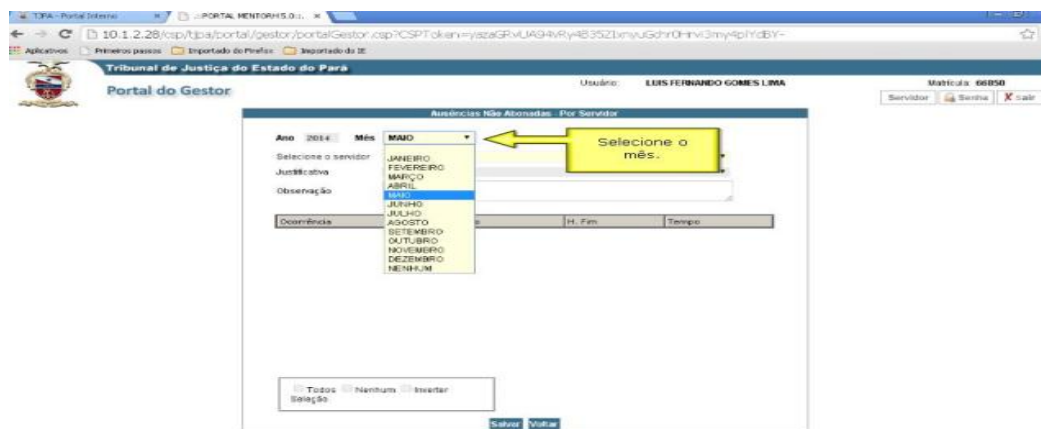 TJPA - Portal Interno
.::PORTAL MENTORH5.0::.
10.1.2.28/csp/tjpa/portal/gestor/portalGestor.csp?CSPToken=
Aplicativos Primeiros passos Importado do Firefox Importado do IE
Tribunal de Justiça do Estado do Pará
Portal do Gestor
Usuário: LUIS FERNANDO GOMES LIMA
Matrícula: 66850
Servidor Senha X sair
Ausências Não Abonadas - Por Servidor
Ano 2014 Mês MAIO
Selecione o mês.
Selecione o servidor
Justificativa
Observação
JANEIRO
FEVEREIRO
MARÇO
ABRIL
MAIO
JUNHO
JULHO
AGOSTO
SETEMBRO
OUTUBRO
NOVEMBRO
DEZEMBRO
NENHUM
Ocorrência H. Fim Tempo
Todos Nenhum Inverter
Seleção
Salvar Voltar